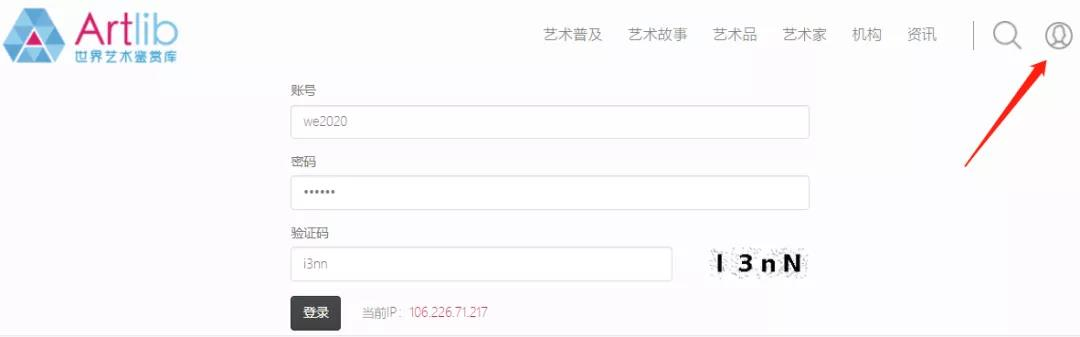 Artlib
世界艺术鉴赏库
艺术普及 艺术故事 艺术品 艺术家 机构 资讯
账号
we2020
密码
••••••
验证码
i3nn
I3nN
登录 当前IP: 106.226.71.217